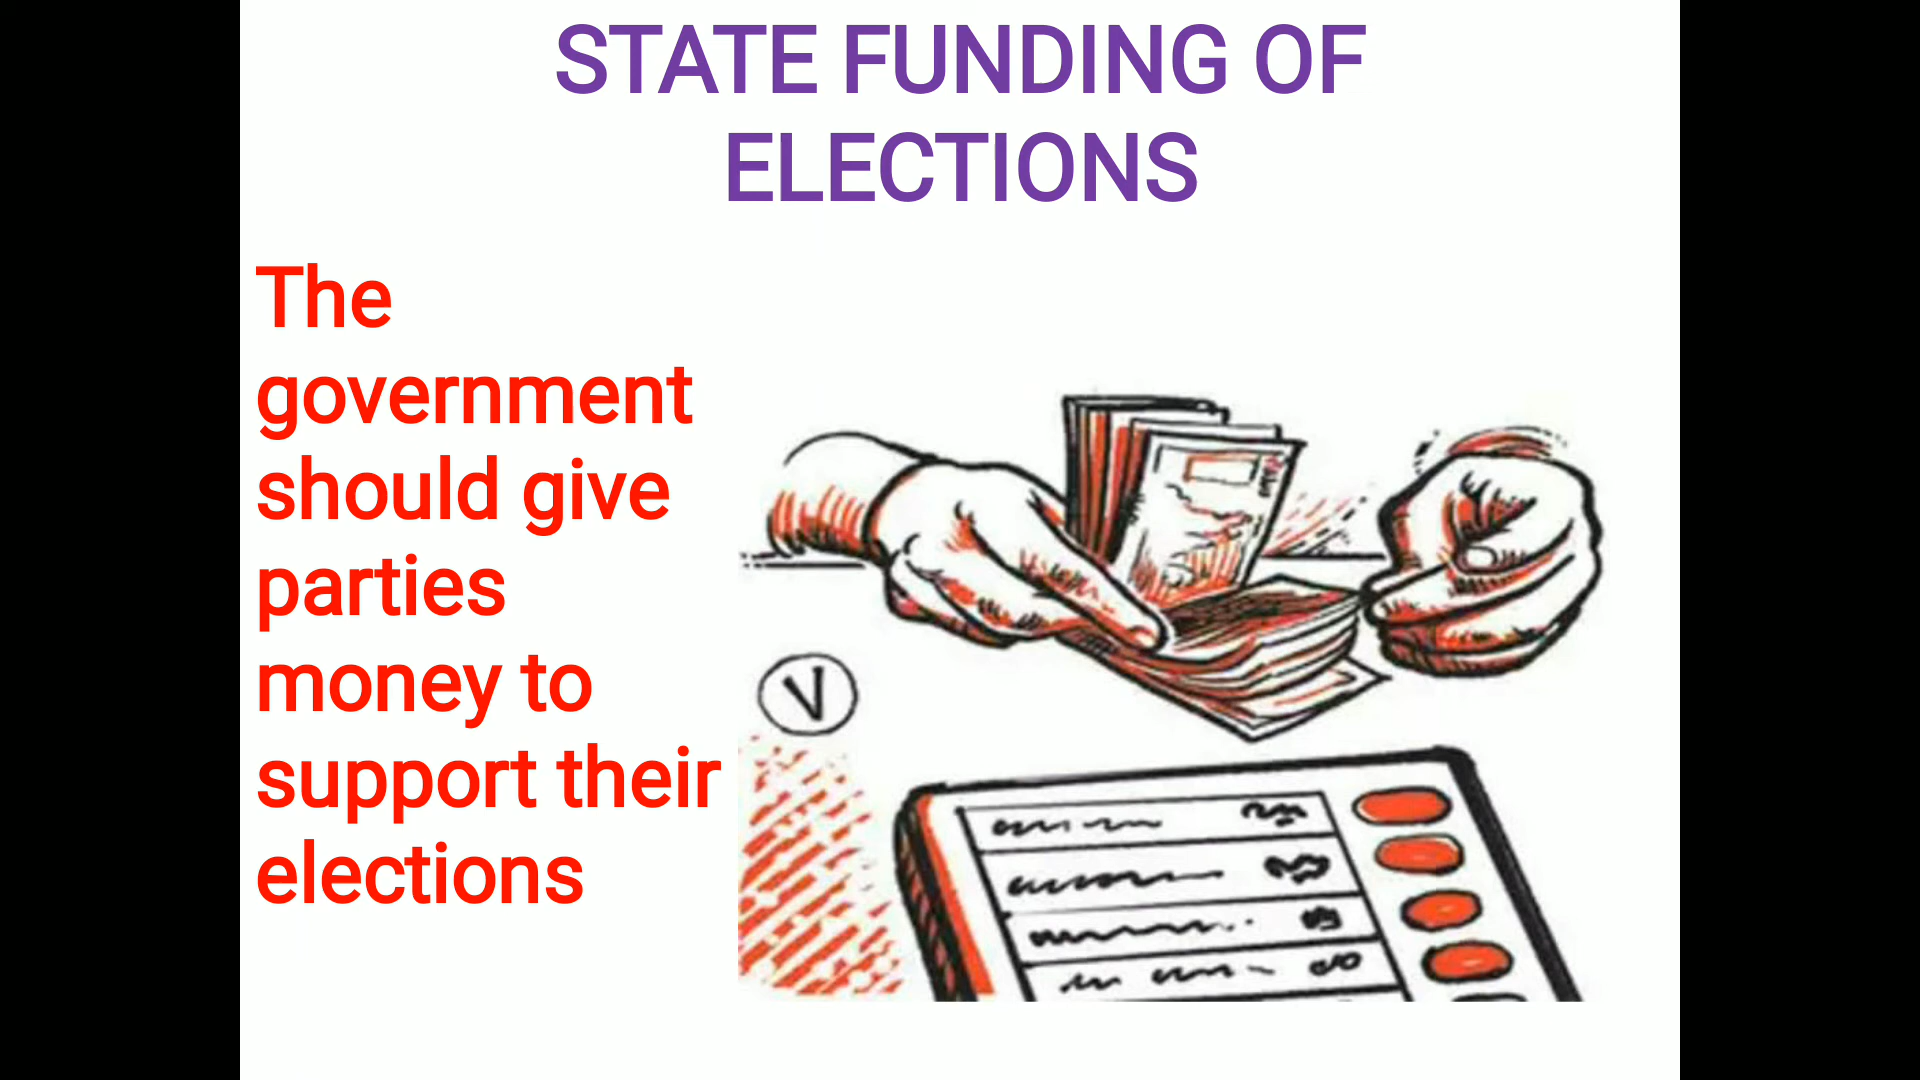 STATE FUNDING OF
ELECTIONS
The
government
should give
parties
money to
support their
elections
V